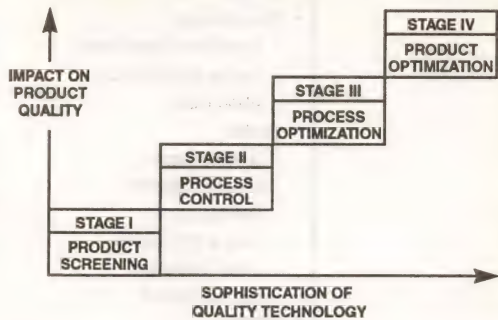 STAGE IV
PRODUCT
OPTIMIZATION
IMPACT ON
PRODUCT
QUALITY
STAGE III
PROCESS
OPTIMIZATION
STAGE II
PROCESS
CONTROL
STAGE I
PRODUCT
SCREENING
SOPHISTICATION OF
QUALITY TECHNOLOGY